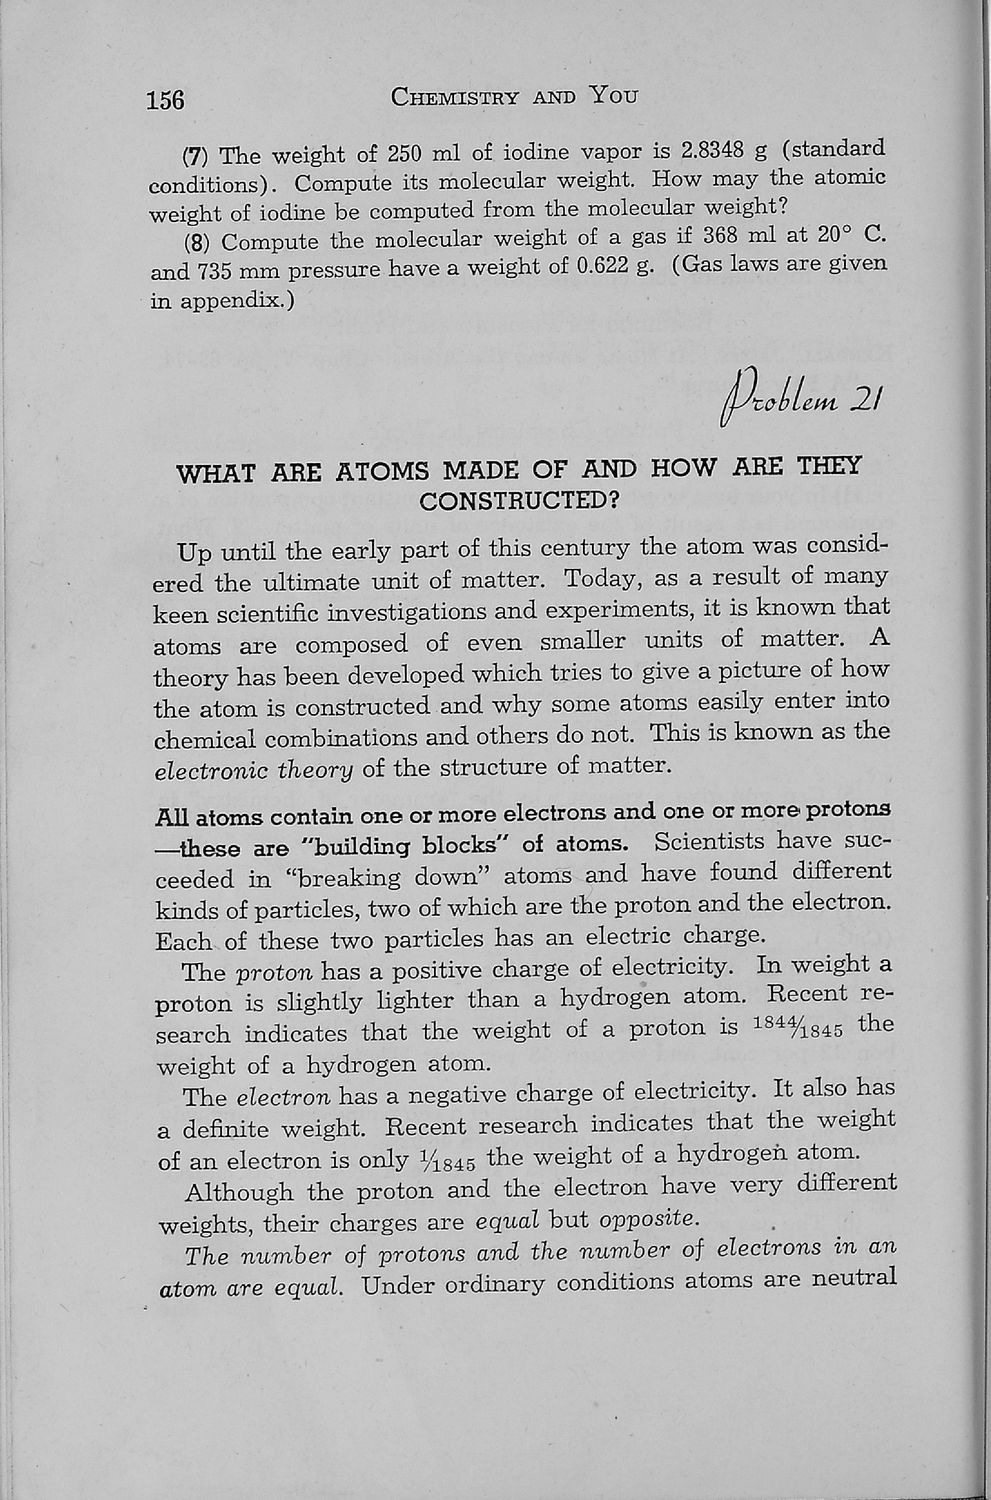 156 CHEMISTRY AND YOU
(7) The weight of 250 ml of iodine vapor is 2.8348 g (standard
conditions). Compute its molecular weight. How may the atomic
weight of iodine be computed from the molecular weight?
(8) Compute the molecular weight of a gas if 368 ml at 20° C.
and 735 mm pressure have a weight of 0.622 g. (Gas laws are given
in appendix.)
Problem 21
WHAT ARE ATOMS MADE OF AND HOW ARE THEY
CONSTRUCTED?
Up until the early part of this century the atom was consid-
ered the ultimate unit of matter. Today, as a result of many
keen scientific investigations and experiments, it is known that
atoms are composed of even smaller units of matter. A
theory has been developed which tries to give a picture of how
the atom is constructed and why some atoms easily enter into
chemical combinations and others do not. This is known as the
electronic theory of the structure of matter.
All atoms contain one or more electrons and one or more protons
—these are "building blocks" of atoms. Scientists have suc-
ceeded in “breaking down” atoms and have found different
kinds of particles, two of which are the proton and the electron.
Each of these two particles has an electric charge.
The proton has a positive charge of electricity. In weight a
proton is slightly lighter than a hydrogen atom. Recent re-
search indicates that the weight of a proton is 1844/1845 the
weight of a hydrogen atom.
The electron has a negative charge of electricity. It also has
a definite weight. Recent research indicates that the weight
of an electron is only 1/1845 the weight of a hydrogen atom.
Although the proton and the electron have very different
weights, their charges are equal but opposite.
The number of protons and the number of electrons in an
atom are equal. Under ordinary conditions atoms are neutral